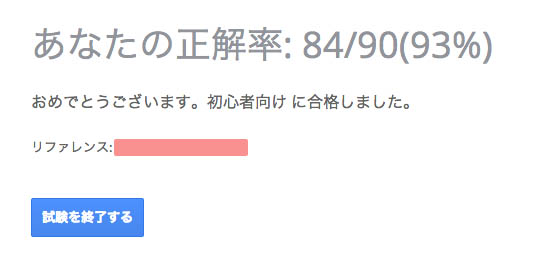 あなたの正解率: 84/90(93%)
おめでとうございます。初心者向け に合格しました。
リファレンス:
試験を終了する